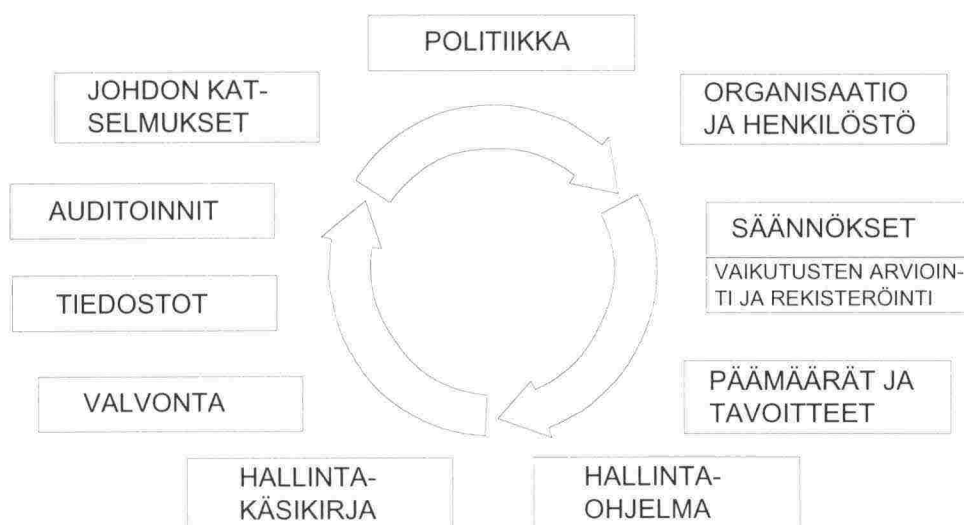 POLITIIKKA
ORGANISAATIO
JA HENKILÖSTÖ
SÄÄNNÖKSET
VAIKUTUSTEN ARVIOIN-
TI JA REKISTERÖINTI
PÄÄMÄÄRÄT JA
TAVOITTEET
HALLINTA-
OHJELMA
HALLINTA-
KÄSIKIRJA
VALVONTA
TIEDOSTOT
AUDITOINNIT
JOHDON KAT-
SELMUKSET